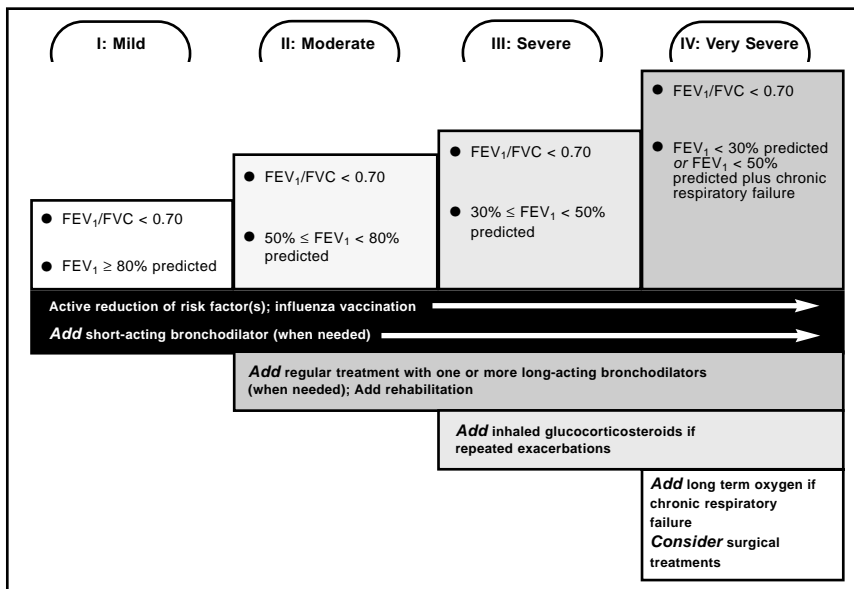 I: Mild
II: Moderate
III: Severe
IV: Very Severe
● FEV₁/FVC < 0.70
● FEV₁ ≥ 80% predicted
● FEV₁/FVC < 0.70
● 50% ≤ FEV₁ < 80%
predicted
● FEV₁/FVC < 0.70
● 30% ≤ FEV₁ < 50%
predicted
● FEV₁/FVC < 0.70
● FEV₁ < 30% predicted
or FEV₁ < 50%
predicted plus chronic
respiratory failure
Active reduction of risk factor(s); influenza vaccination
Add short-acting bronchodilator (when needed)
Add regular treatment with one or more long-acting bronchodilators
(when needed); Add rehabilitation
Add inhaled glucocorticosteroids if
repeated exacerbations
Add long term oxygen if
chronic respiratory
failure
Consider surgical
treatments